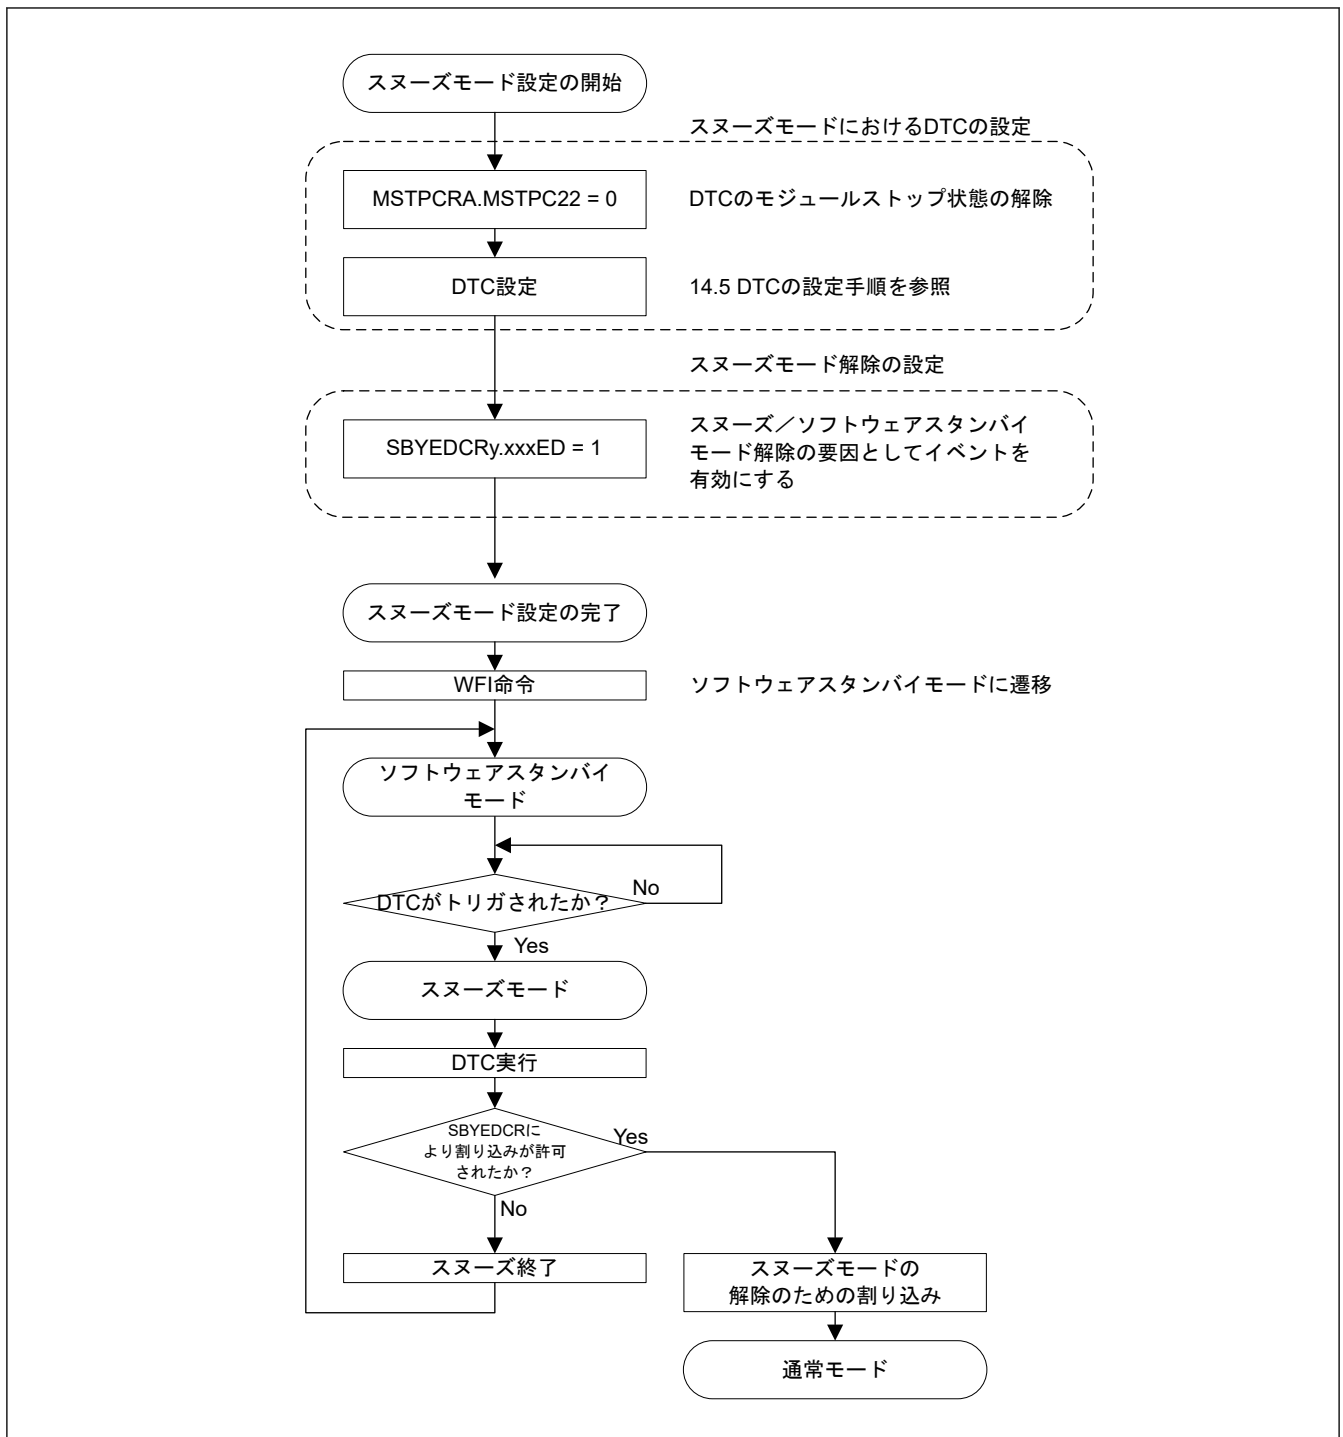 スヌーズモード設定の開始
スヌーズモードにおけるDTCの設定
MSTPCRA.MSTPC22 = 0
DTCのモジュールストップ状態の解除
DTC設定
14.5 DTCの設定手順を参照
スヌーズモード解除の設定
SBYEDCRy.xxxED = 1
スヌーズ／ソフトウェアスタンバイ
モード解除の要因としてイベントを
有効にする
スヌーズモード設定の完了
WFI命令
ソフトウェアスタンバイモードに遷移
ソフトウェアスタンバイ
モード
DTCがトリガされたか？
No
Yes
スヌーズモード
DTC実行
SBYEDCRに
より割り込みが許可
されたか？
Yes
No
スヌーズ終了
スヌーズモードの
解除のための割り込み
通常モード